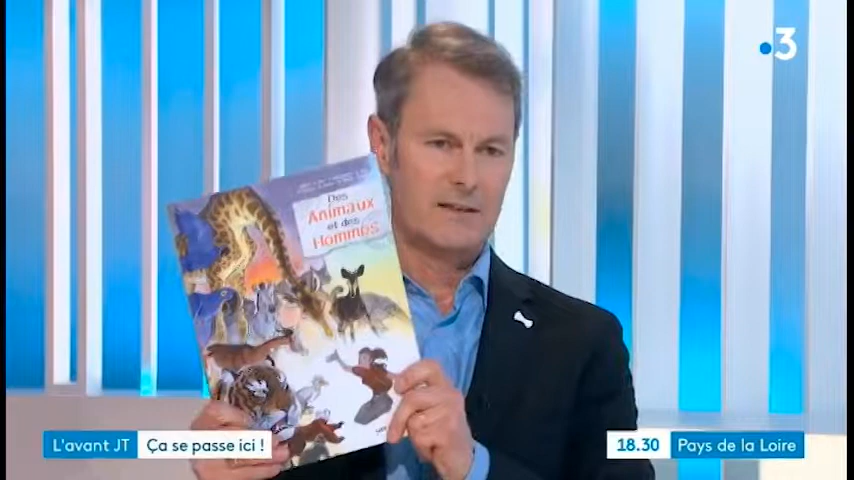 3
Des
Animaux
et des
Hommes
L'avant JT
Ça se passe ici !
18.30
Pays de la Loire